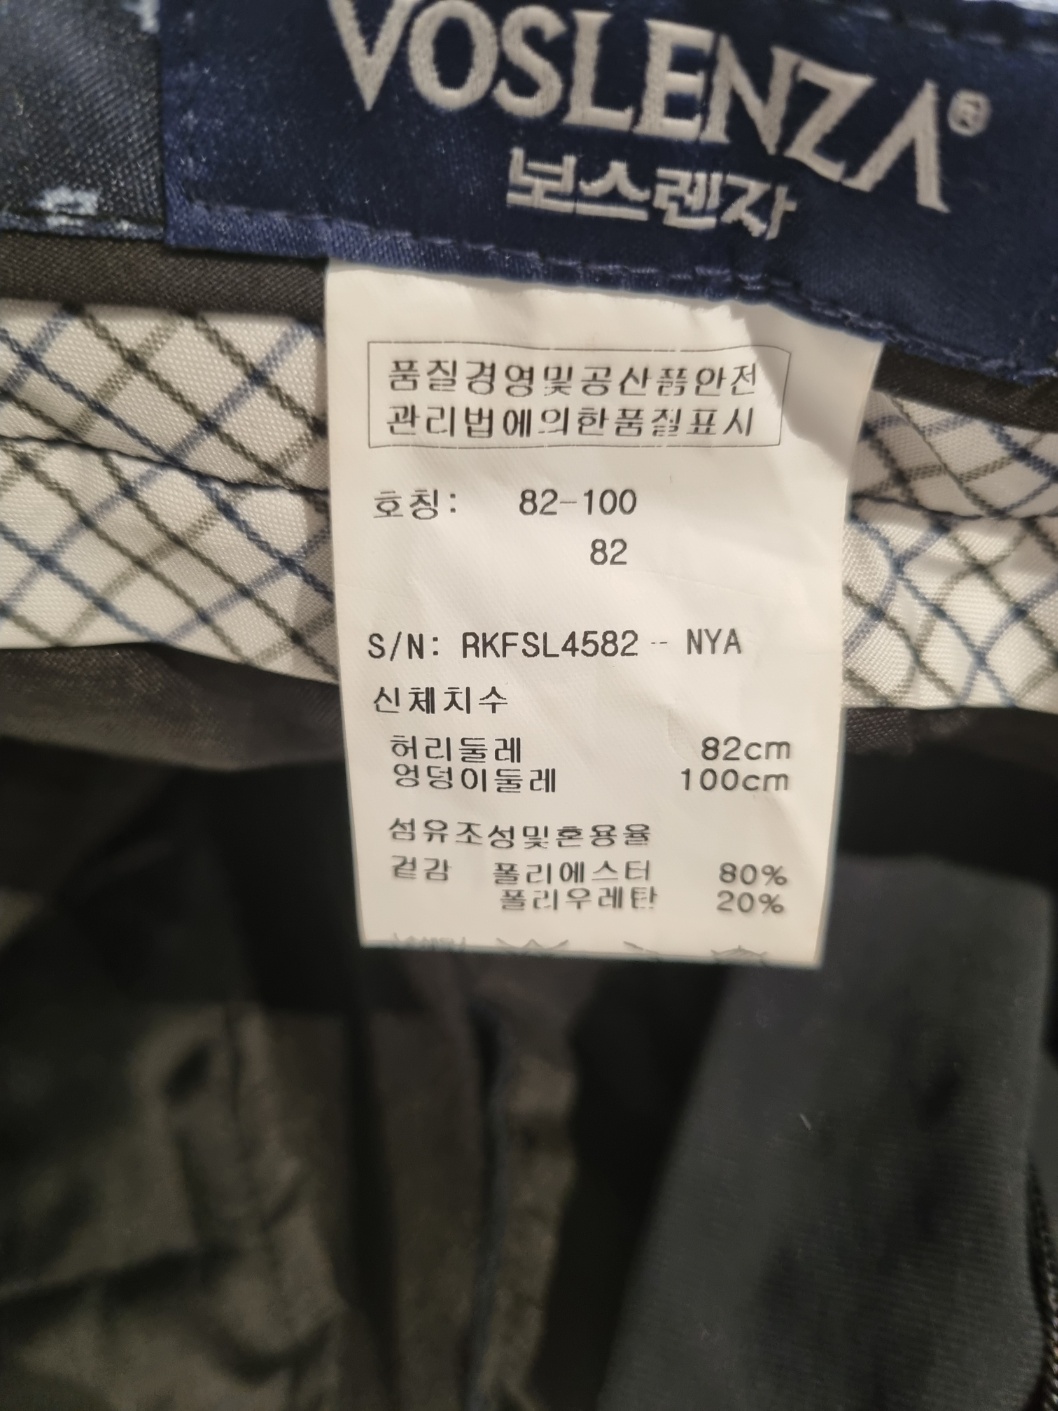 VOSLENZA®
보스렌자
품질경영및공산품안전
관리법에의한품질표시
호칭: 82-100
82
S/N: RKFSL4582 - NYA
신체치수
허리둘레 82cm
엉덩이둘레 100cm
섬유조성및혼용율
겉감 폴리에스터 80%
폴리우레탄 20%